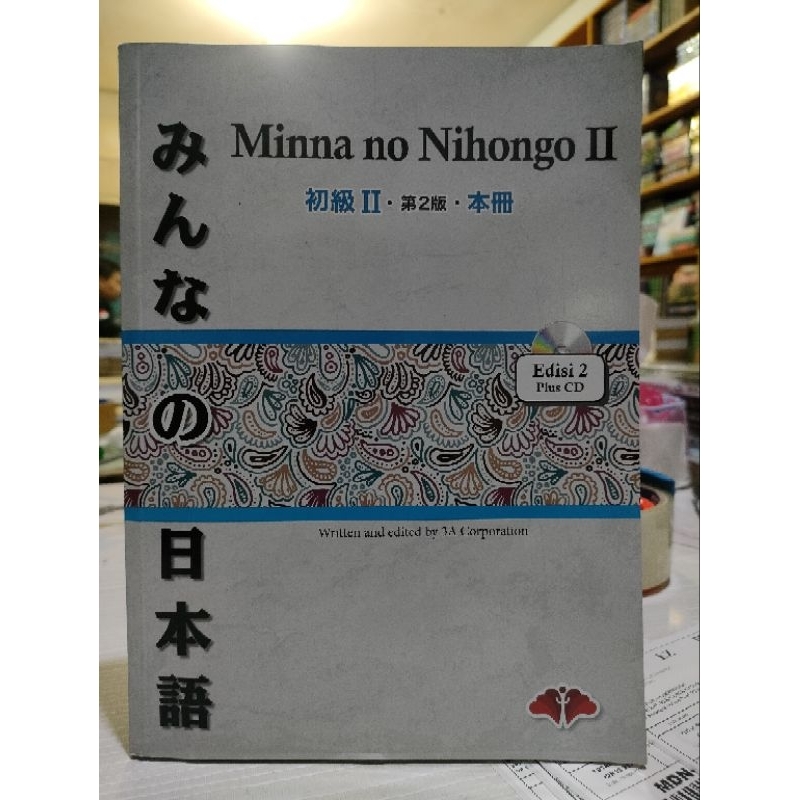 みんなの日本語
Minna no Nihongo II
初級 II・第2版・本冊
Edisi 2
Plus CD
Written and edited by 3A Corporation
MDN